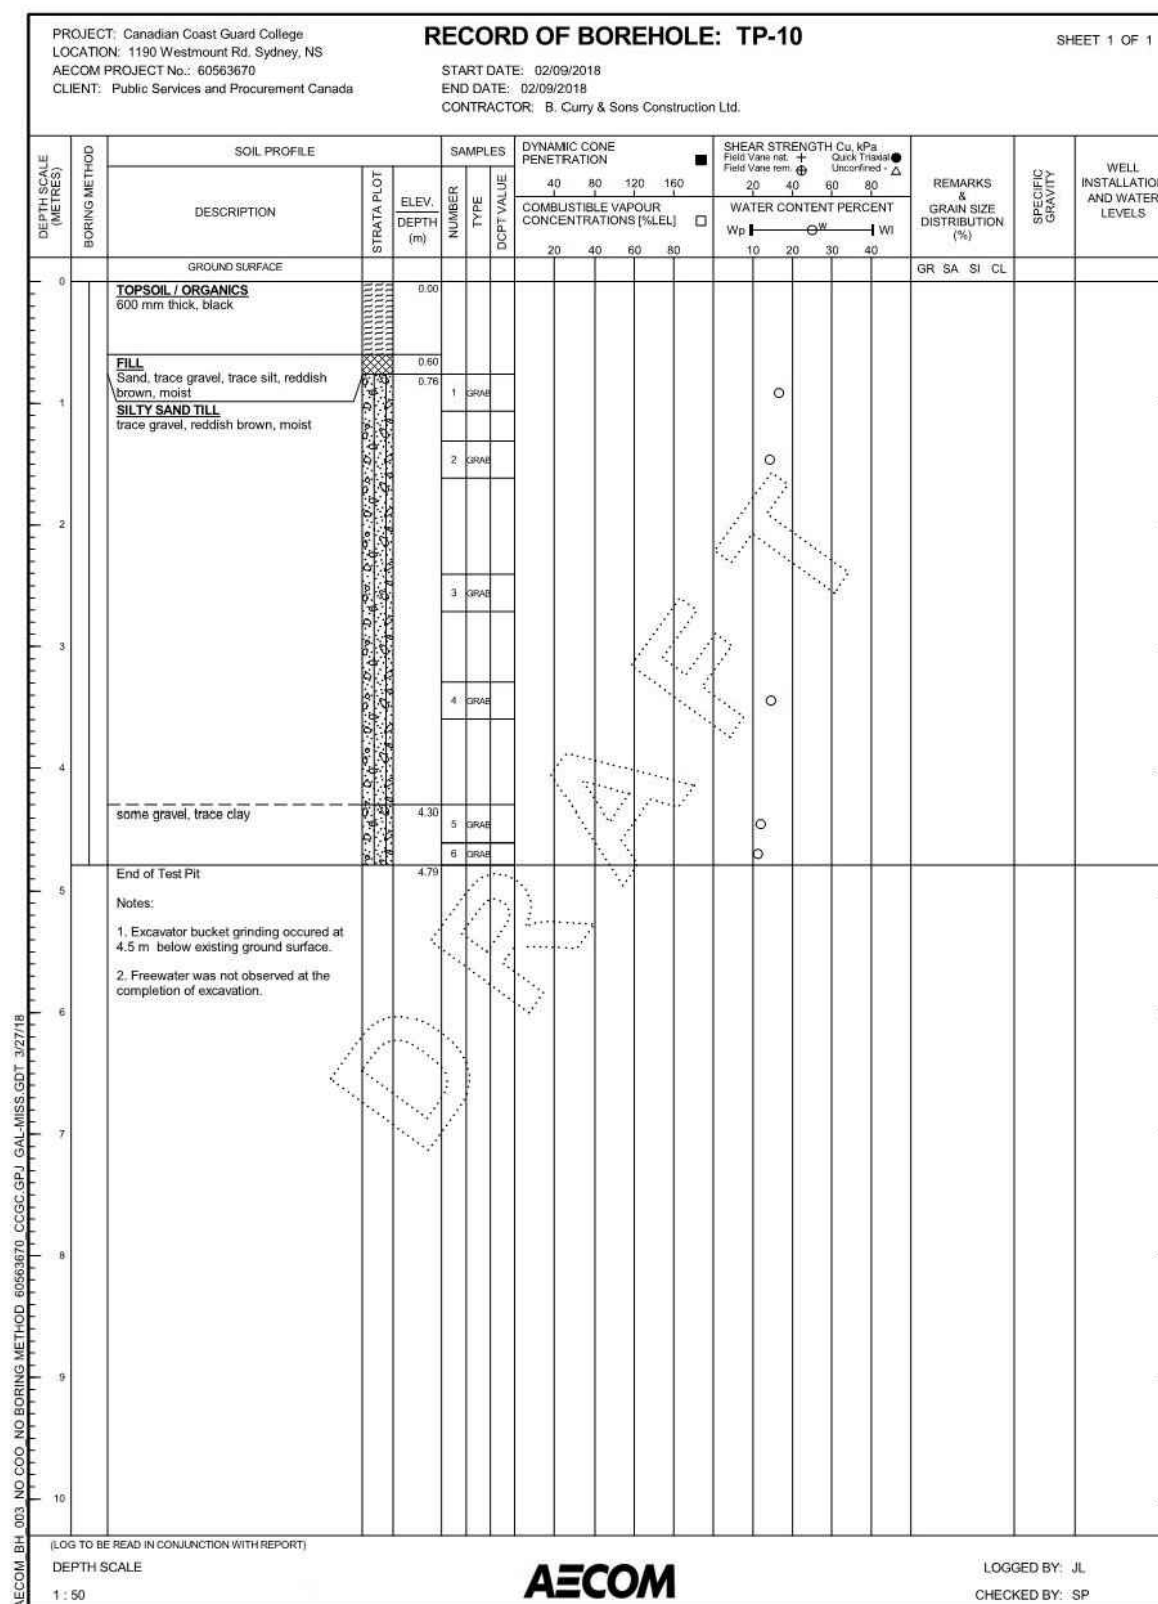 PROJECT: Canadian Coast Guard College
LOCATION: 1190 Westmount Rd. Sydney, NS
AECOM PROJECT No.: 60563670
CLIENT: Public Services and Procurement Canada
RECORD OF BOREHOLE: TP-10
START DATE: 02/09/2018
END DATE: 02/09/2018
CONTRACTOR: B. Curry & Sons Construction Ltd.
SHEET 1 OF 1
DEPTH SCALE
(METRES)
BORING METHOD
SOIL PROFILE
DESCRIPTION
STRATA PLOT
ELEV.
DEPTH
(m)
SAMPLES
NUMBER
TYPE
DCPT VALUE
DYNAMIC CONE
PENETRATION
40 80 120 160
COMBUSTIBLE VAPOUR
CONCENTRATIONS [%LEL]
20 40 60 80
SHEAR STRENGTH Cu, kPa
Field Vane nat. + Quick Triaxial
Field Vane rem. Unconfined -
20 40 60 80
WATER CONTENT PERCENT
Wp W Wl
10 20 30 40
REMARKS
&
GRAIN SIZE
DISTRIBUTION
(%)
SPECIFIC
GRAVITY
WELL
INSTALLATIO
AND WATER
LEVELS
GROUND SURFACE
GR SA SI CL
0
TOPSOIL / ORGANICS
0.00
600 mm thick, black
FILL
0.60
Sand, trace gravel, trace silt, reddish
brown, moist
0.76
1 GRAB
1
SILTY SAND TILL
trace gravel, reddish brown, moist
2 GRAB
2
3 GRAB
3
4 GRAB
4
some gravel, trace clay
4.30
5 GRAB
6 GRAB
End of Test Pit
4.79
5
Notes:
1. Excavator bucket grinding occured at
4.5 m below existing ground surface.
2. Freewater was not observed at the
completion of excavation.
6
7
8
9
10
DRAFT
AECOM_BH_003_NO COO_NO BORING METHOD 60563670_CCGC.GPJ GAL-MISS.GDT 3/27/18
(LOG TO BE READ IN CONJUNCTION WITH REPORT)
DEPTH SCALE
1 : 50
AECOM
LOGGED BY: JL
CHECKED BY: SP